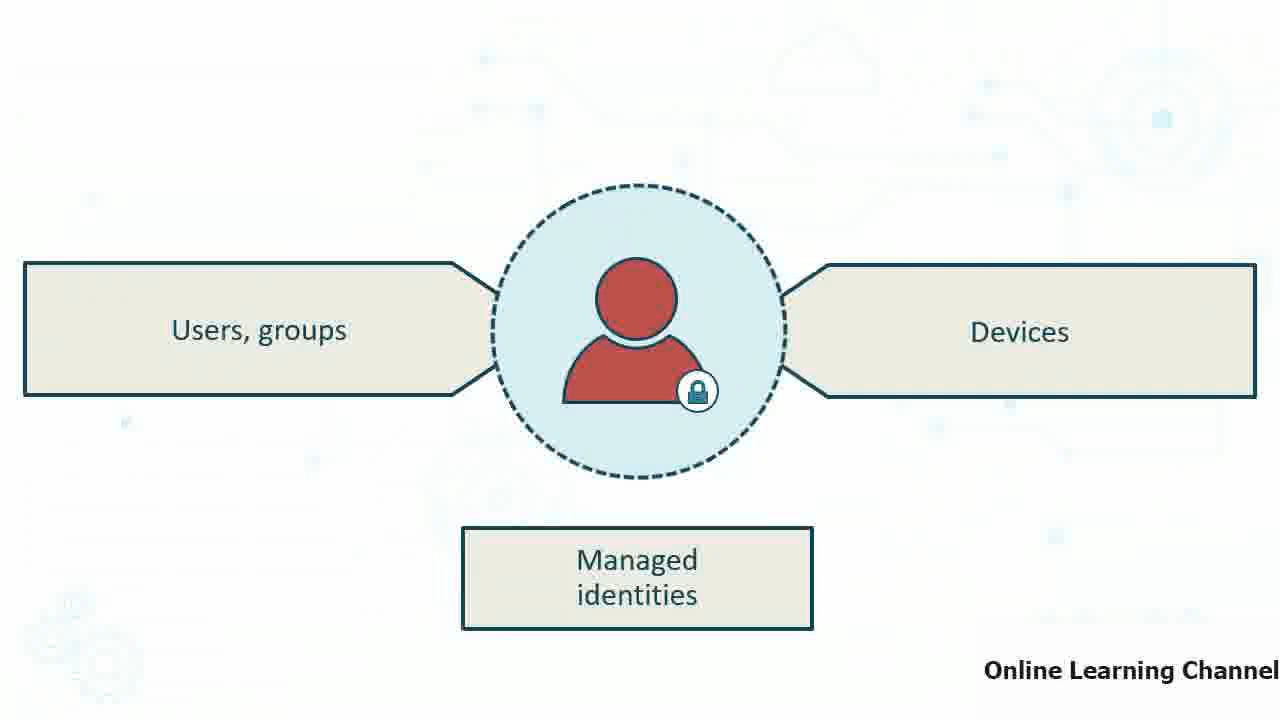 Users, groups
Devices
Managed
identities
Online Learning Channel